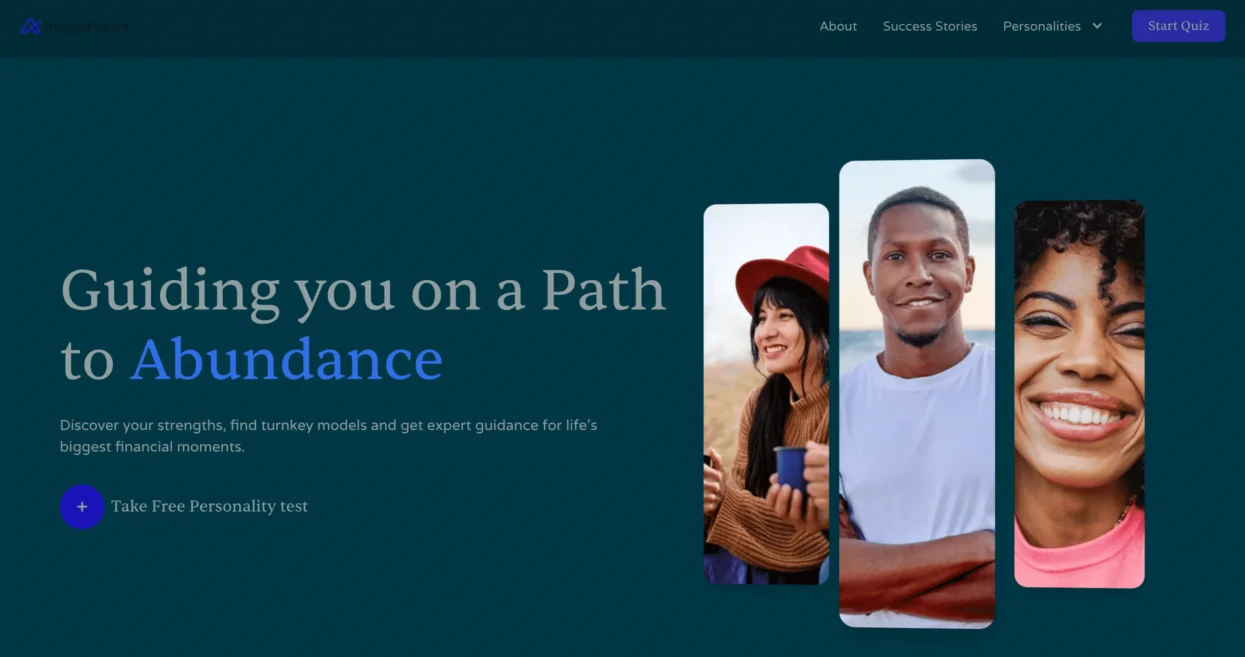 abundance
About Success Stories Personalities Start Quiz
Guiding you on a Path
to Abundance
Discover your strengths, find turnkey models and get expert guidance for life's
biggest financial moments.
+ Take Free Personality test